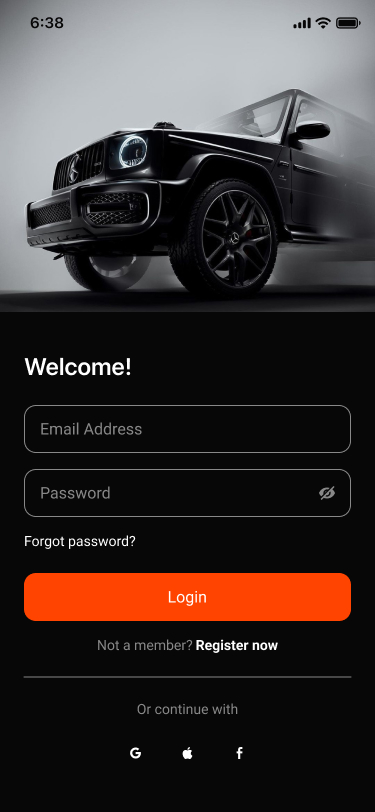 6:38
Welcome!
Email Address
Password
Forgot password?
Login
Not a member? Register now
Or continue with
G
f